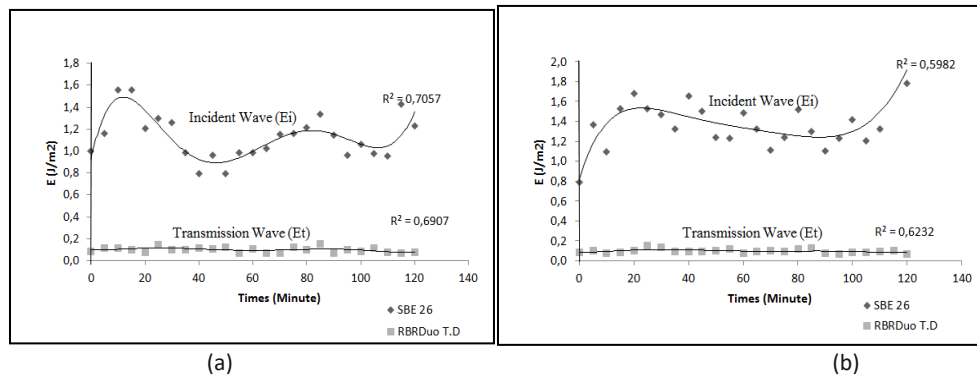 1,8
1,6
1,4
1,2
1,0
0,8
0,6
0,4
0,2
0,0
E (J/m2)
R² = 0,7057
Incident Wave (Ei)
R² = 0,6907
Transmission Wave (Et)
0 20 40 60 80 100 120 140
Times (Minute)
SBE 26
RBRDuo T.D
(a)
2,0
1,8
1,6
1,4
1,2
1,0
0,8
0,6
0,4
0,2
0,0
E (J/m2)
R² = 0,5982
Incident Wave (Ei)
R² = 0,6232
Transmission Wave (Et)
0 20 40 60 80 100 120 140
Times (Minute)
SBE 26
RBRDuo T.D
(b)